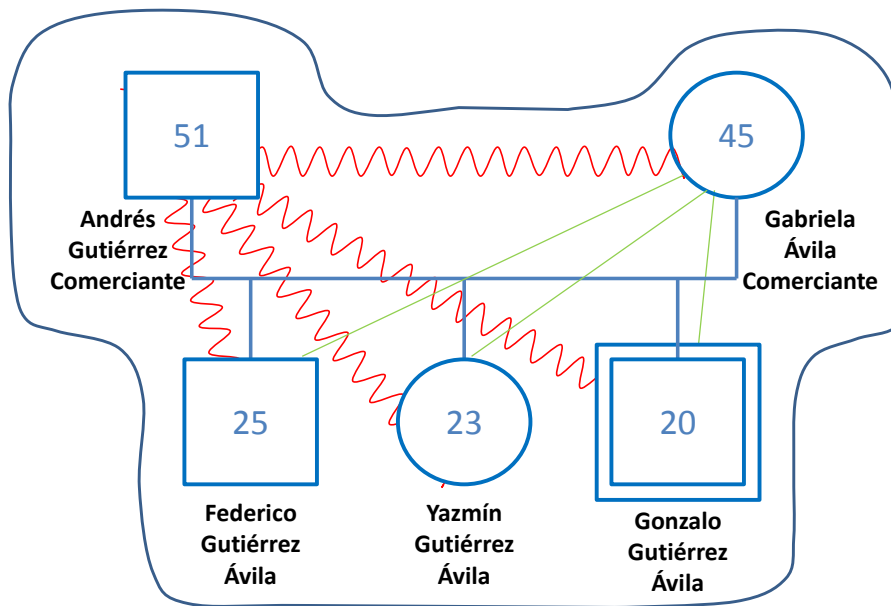 51
45
Andrés
Gutiérrez
Comerciante
Gabriela
Ávila
Comerciante
25
23
20
Federico
Gutiérrez
Ávila
Yazmín
Gutiérrez
Ávila
Gonzalo
Gutiérrez
Ávila